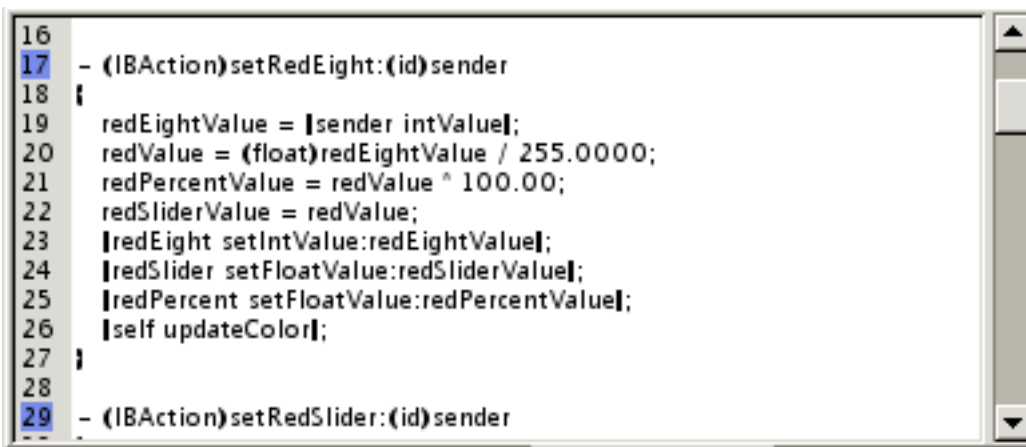 16
17 - (IBAction)setRedEight:(id)sender
18 {
19 redEightValue = [sender intValue];
20 redValue = (float)redEightValue / 255.0000;
21 redPercentValue = redValue * 100.00;
22 redSliderValue = redValue;
23 [redEight setIntValue:redEightValue];
24 [redSlider setFloatValue:redSliderValue];
25 [redPercent setFloatValue:redPercentValue];
26 [self updateColor];
27 }
28
29 - (IBAction)setRedSlider:(id)sender